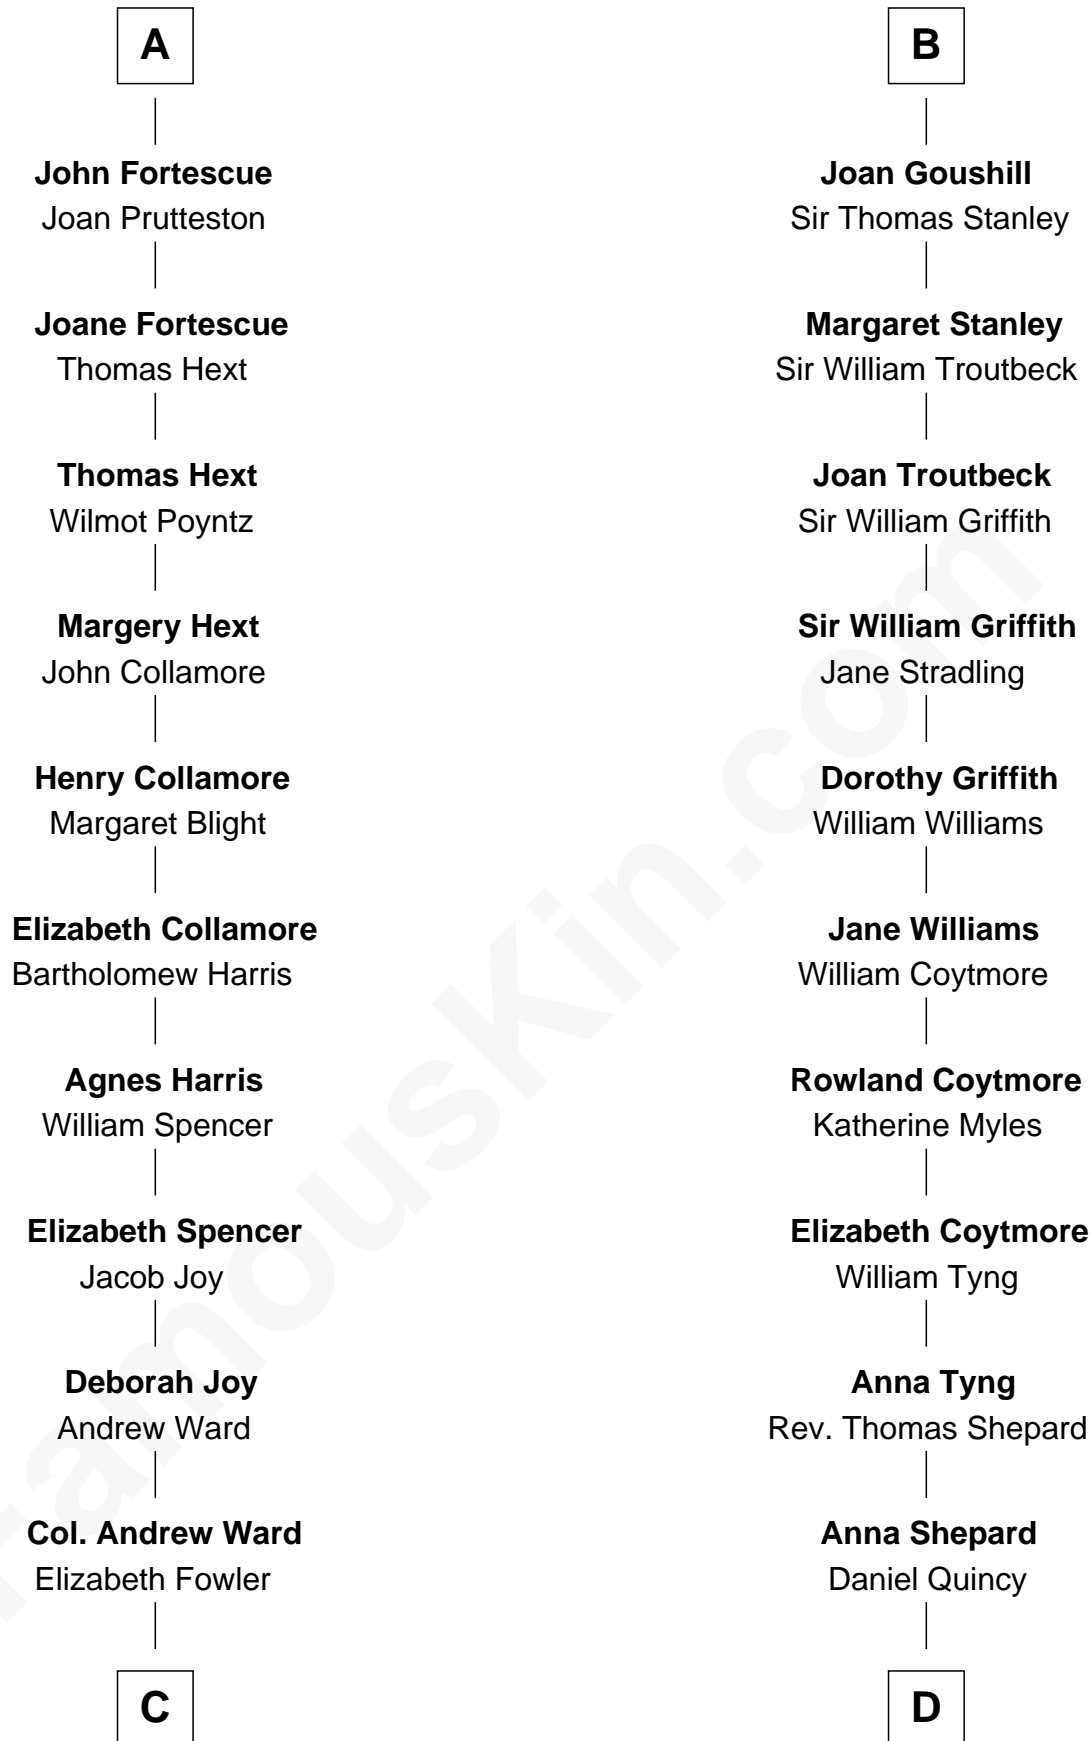 A
John Fortescue
Joan Prutteston
Joane Fortescue
Thomas Hext
Thomas Hext
Wilmot Poyntz
Margery Hext
John Collamore
Henry Collamore
Margaret Blight
Elizabeth Collamore
Bartholomew Harris
Agnes Harris
William Spencer
Elizabeth Spencer
Jacob Joy
Deborah Joy
Andrew Ward
Col. Andrew Ward
Elizabeth Fowler
C
B
Joan Goushill
Sir Thomas Stanley
Margaret Stanley
Sir William Troutbeck
Joan Troutbeck
Sir William Griffith
Sir William Griffith
Jane Stradling
Dorothy Griffith
William Williams
Jane Williams
William Coytmore
Rowland Coytmore
Katherine Myles
Elizabeth Coytmore
William Tyng
Anna Tyng
Rev. Thomas Shepard
Anna Shepard
Daniel Quincy
D
FamousKin.com